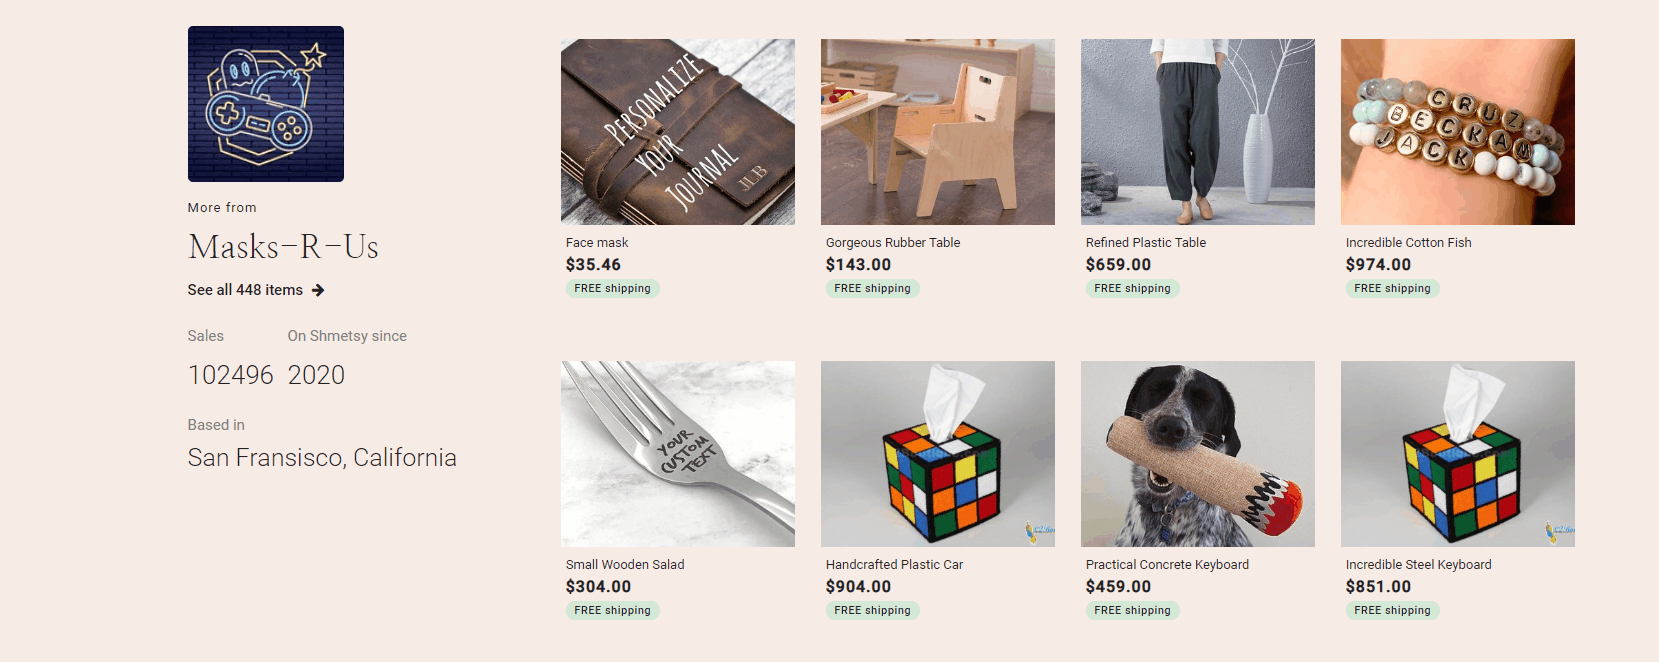 More from
Masks-R-Us
See all 448 items
Sales
On Shmetsy since
102496
2020
Based in
San Fransisco, California
PERSONALIZE
YOUR
JOURNAL
JLB
Face mask
$35.46
FREE shipping
Gorgeous Rubber Table
$143.00
FREE shipping
Refined Plastic Table
$659.00
FREE shipping
CRUZ
BECKAM
JACK
Incredible Cotton Fish
$974.00
FREE shipping
YOUR
CUSTOM
TEXT
Small Wooden Salad
$304.00
FREE shipping
Handcrafted Plastic Car
$904.00
FREE shipping
Practical Concrete Keyboard
$459.00
FREE shipping
Incredible Steel Keyboard
$851.00
FREE shipping